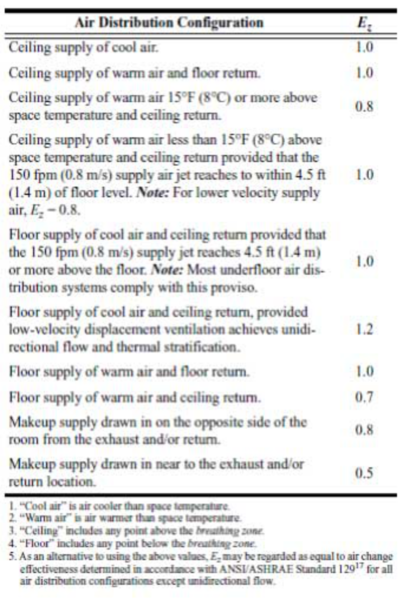 Air Distribution Configuration E_z
Ceiling supply of cool air. 1.0
Ceiling supply of warm air and floor return. 1.0
Ceiling supply of warm air 15°F (8°C) or more above
space temperature and ceiling return. 0.8
Ceiling supply of warm air less than 15°F (8°C) above
space temperature and ceiling return provided that the
150 fpm (0.8 m/s) supply air jet reaches to within 4.5 ft 1.0
(1.4 m) of floor level. Note: For lower velocity supply
air, E_z – 0.8.
Floor supply of cool air and ceiling return provided that
the 150 fpm (0.8 m/s) supply jet reaches 4.5 ft (1.4 m)
or more above the floor. Note: Most underfloor air dis- 1.0
tribution systems comply with this proviso.
Floor supply of cool air and ceiling return, provided
low-velocity displacement ventilation achieves unidi- 1.2
rectional flow and thermal stratification.
Floor supply of warm air and floor return. 1.0
Floor supply of warm air and ceiling return. 0.7
Makeup supply drawn in on the opposite side of the
room from the exhaust and/or return. 0.8
Makeup supply drawn in near to the exhaust and/or
return location. 0.5
1. “Cool air” is air cooler than space temperature.
2. “Warm air” is air warmer than space temperature.
3. “Ceiling” includes any point above the breathing zone.
4. “Floor” includes any point below the breathing zone.
5. As an alternative to using the above values, E_z may be regarded as equal to air change
effectiveness determined in accordance with ANSI/ASHRAE Standard 129¹⁷ for all
air distribution configurations except unidirectional flow.